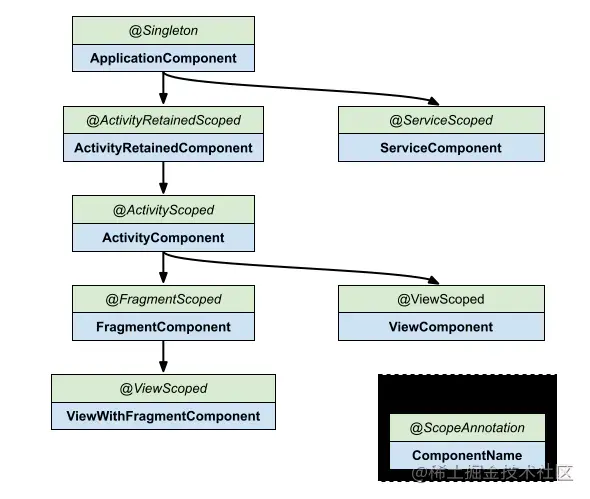 @Singleton
ApplicationComponent
@ActivityRetainedScoped
ActivityRetainedComponent
@ServiceScoped
ServiceComponent
@ActivityScoped
ActivityComponent
@FragmentScoped
FragmentComponent
@ViewScoped
ViewComponent
@ViewScoped
ViewWithFragmentComponent
@ScopeAnnotation
ComponentName
@稀土掘金技术社区